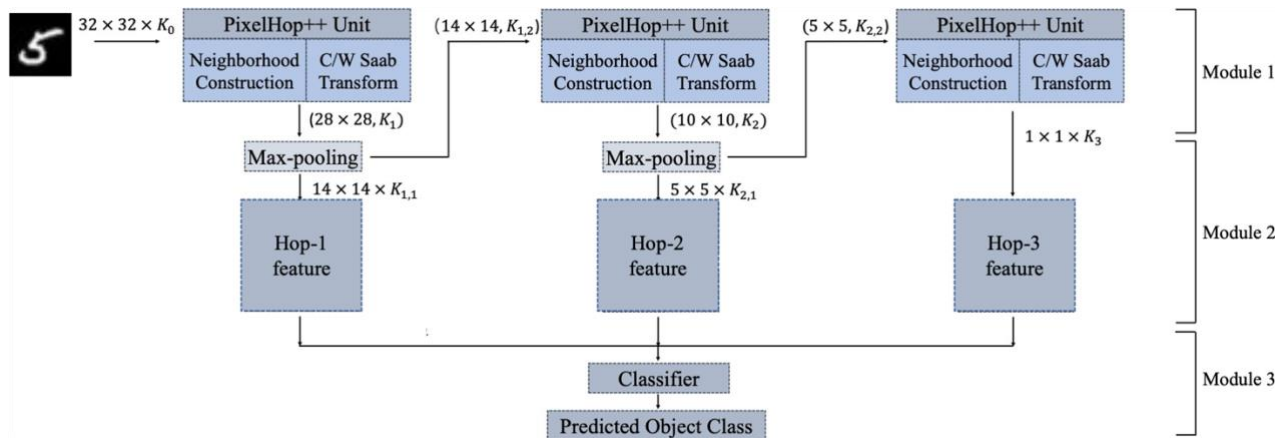 32 × 32 × K₀
PixelHop++ Unit
Neighborhood Construction
C/W Saab Transform
(28 × 28, K₁)
Max-pooling
14 × 14 × K₁,₁
Hop-1
feature
(14 × 14, K₁,₂)
PixelHop++ Unit
Neighborhood Construction
C/W Saab Transform
(10 × 10, K₂)
Max-pooling
5 × 5 × K₂,₁
Hop-2
feature
(5 × 5, K₂,₂)
PixelHop++ Unit
Neighborhood Construction
C/W Saab Transform
1 × 1 × K₃
Hop-3
feature
Classifier
Predicted Object Class
Module 1
Module 2
Module 3
5